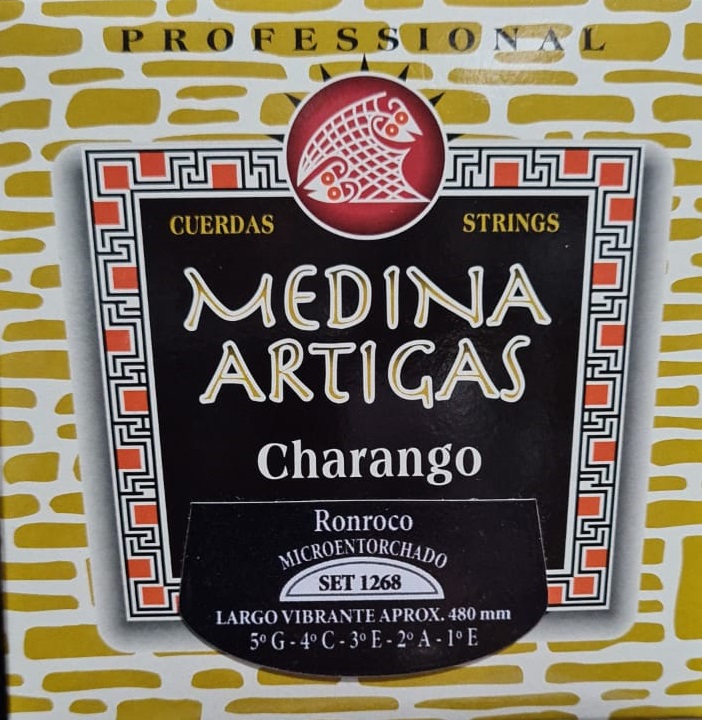 PROFESSIONAL
CUERDAS STRINGS
MEDINA
ARTIGAS
Charango
Ronroco
MICROENTORCHADO
SET 1268
LARGO VIBRANTE APROX. 480 mm
5º G - 4º C - 3º E - 2º A - 1º E